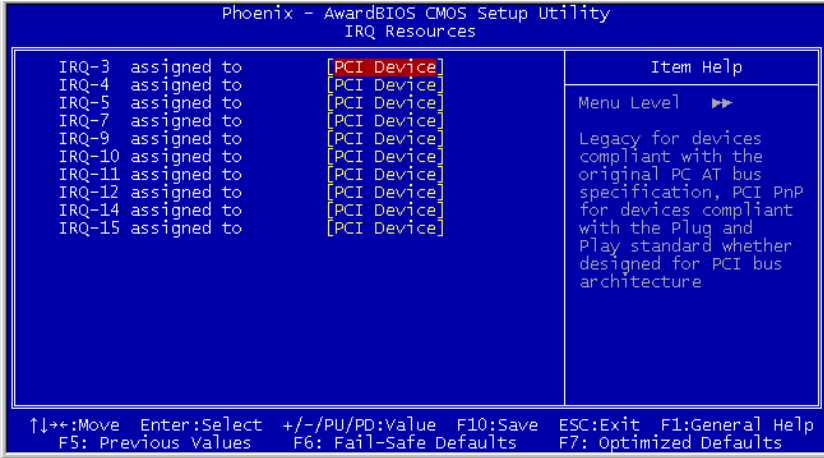 Phoenix - AwardBIOS CMOS Setup Utility
IRQ Resources
IRQ-3 assigned to [PCI Device]
IRQ-4 assigned to [PCI Device]
IRQ-5 assigned to [PCI Device]
IRQ-7 assigned to [PCI Device]
IRQ-9 assigned to [PCI Device]
IRQ-10 assigned to [PCI Device]
IRQ-11 assigned to [PCI Device]
IRQ-12 assigned to [PCI Device]
IRQ-14 assigned to [PCI Device]
IRQ-15 assigned to [PCI Device]
Item Help
Menu Level ▶▶
Legacy for devices
compliant with the
original PC AT bus
specification, PCI PnP
for devices compliant
with the Plug and
Play standard whether
designed for PCI bus
architecture
↑↓→←:Move Enter:Select +/-/PU/PD:Value F10:Save ESC:Exit F1:General Help
F5: Previous Values F6: Fail-Safe Defaults F7: Optimized Defaults